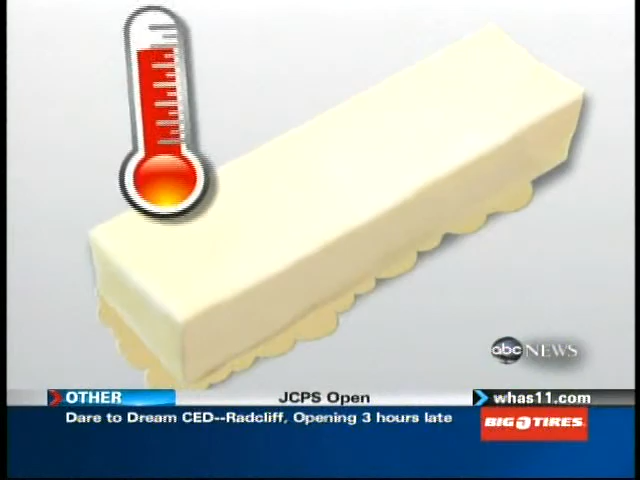 abc NEWS
OTHER
JCPS Open
whas11.com
Dare to Dream CED--Radcliff, Opening 3 hours late
BIG O TIRES